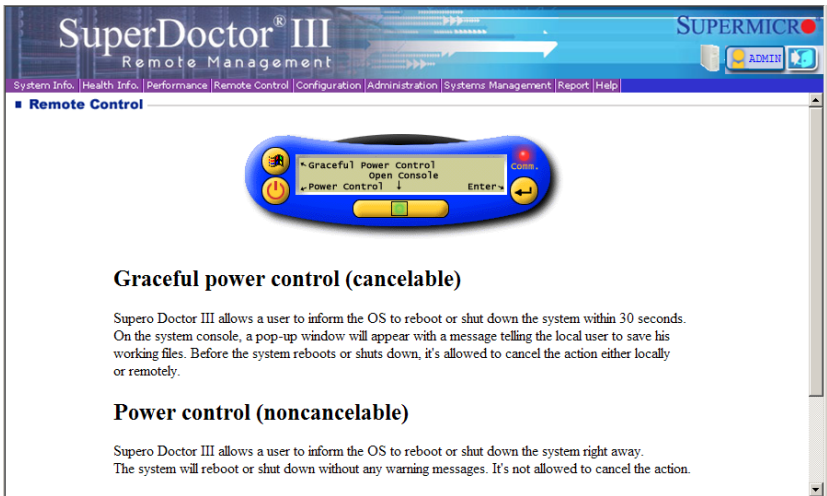 SuperDoctor® III
Remote Management
SUPERMICRO
ADMIN
System Info. Health Info. Performance Remote Control Configuration Administration Systems Management Report Help
Remote Control
Graceful Power Control
Open Console
Power Control ↓ Enter
Comm.
Graceful power control (cancelable)
Supero Doctor III allows a user to inform the OS to reboot or shut down the system within 30 seconds.
On the system console, a pop-up window will appear with a message telling the local user to save his
working files. Before the system reboots or shuts down, it's allowed to cancel the action either locally
or remotely.
Power control (noncancelable)
Supero Doctor III allows a user to inform the OS to reboot or shut down the system right away.
The system will reboot or shut down without any warning messages. It's not allowed to cancel the action.